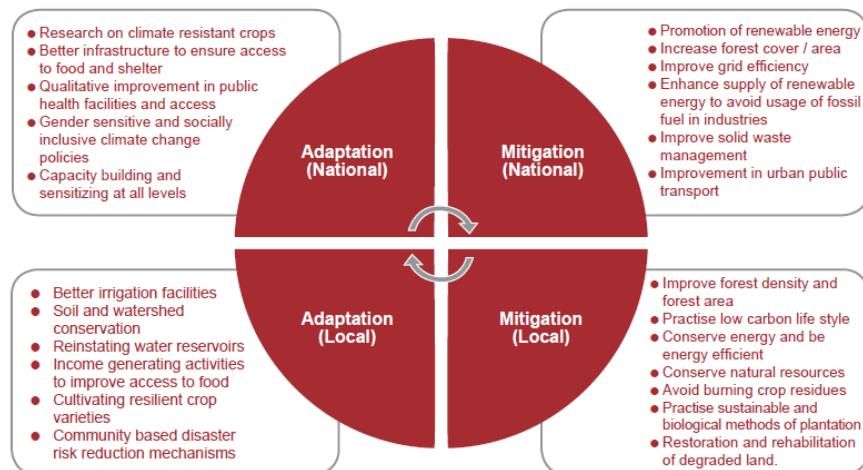 ● Research on climate resistant crops
● Better infrastructure to ensure access
to food and shelter
● Qualitative improvement in public
health facilities and access
● Gender sensitive and socially
inclusive climate change
policies
● Capacity building and
sensitizing at all levels
Adaptation
(National)
Mitigation
(National)
● Promotion of renewable energy
● Increase forest cover / area
● Improve grid efficiency
● Enhance supply of renewable
energy to avoid usage of fossil
fuel in industries
● Improve solid waste
management
● Improvement in urban public
transport
● Better irrigation facilities
● Soil and watershed
conservation
● Reinstating water reservoirs
● Income generating activities
to improve access to food
● Cultivating resilient crop
varieties
● Community based disaster
risk reduction mechanisms
Adaptation
(Local)
Mitigation
(Local)
● Improve forest density and
forest area
● Practise low carbon life style
● Conserve energy and be
energy efficient
● Conserve natural resources
● Avoid burning crop residues
● Practise sustainable and
biological methods of plantation
● Restoration and rehabilitation
of degraded land.